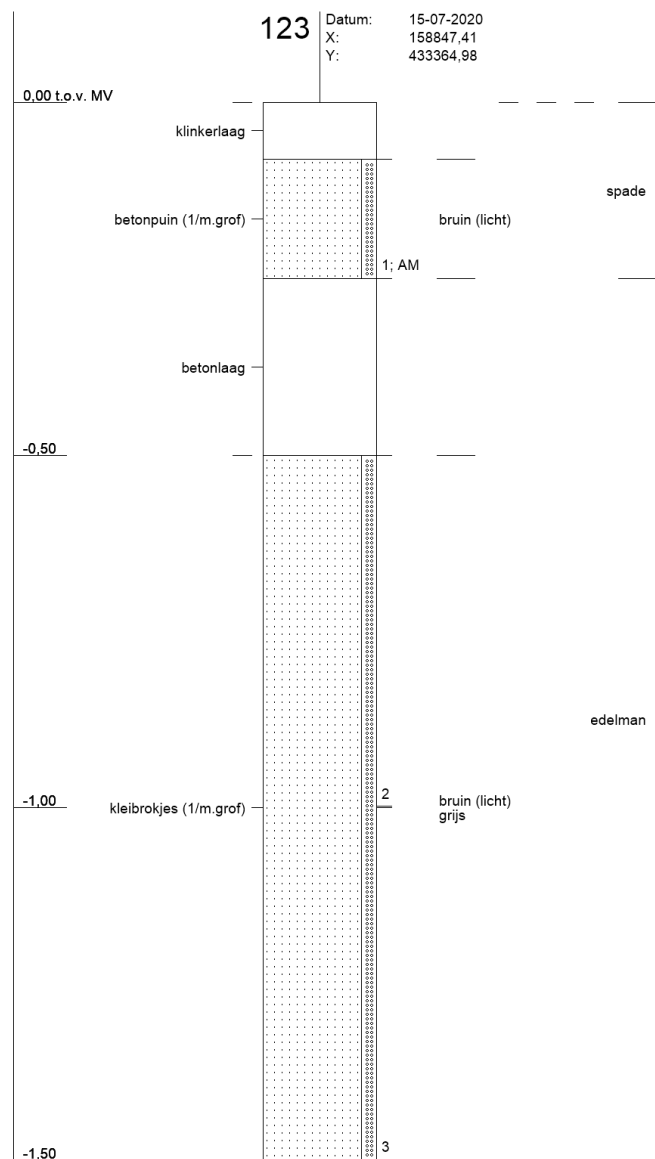 123
Datum: 15-07-2020
X: 158847,41
Y: 433364,98
0,00 t.o.v. MV
klinkerlaag
spade
betonpuin (1/m.grof) bruin (licht)
1; AM
betonlaag
-0,50
edelman
2
-1,00 kleibrokjes (1/m.grof) bruin (licht)
grijs
3
-1,50